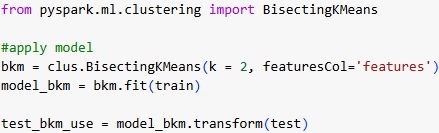 from pyspark.ml.clustering import BisectingKMeans
#apply model
bkm = clus.BisectingKMeans(k = 2, featuresCol='features')
model_bkm = bkm.fit(train)
test_bkm_use = model_bkm.transform(test)